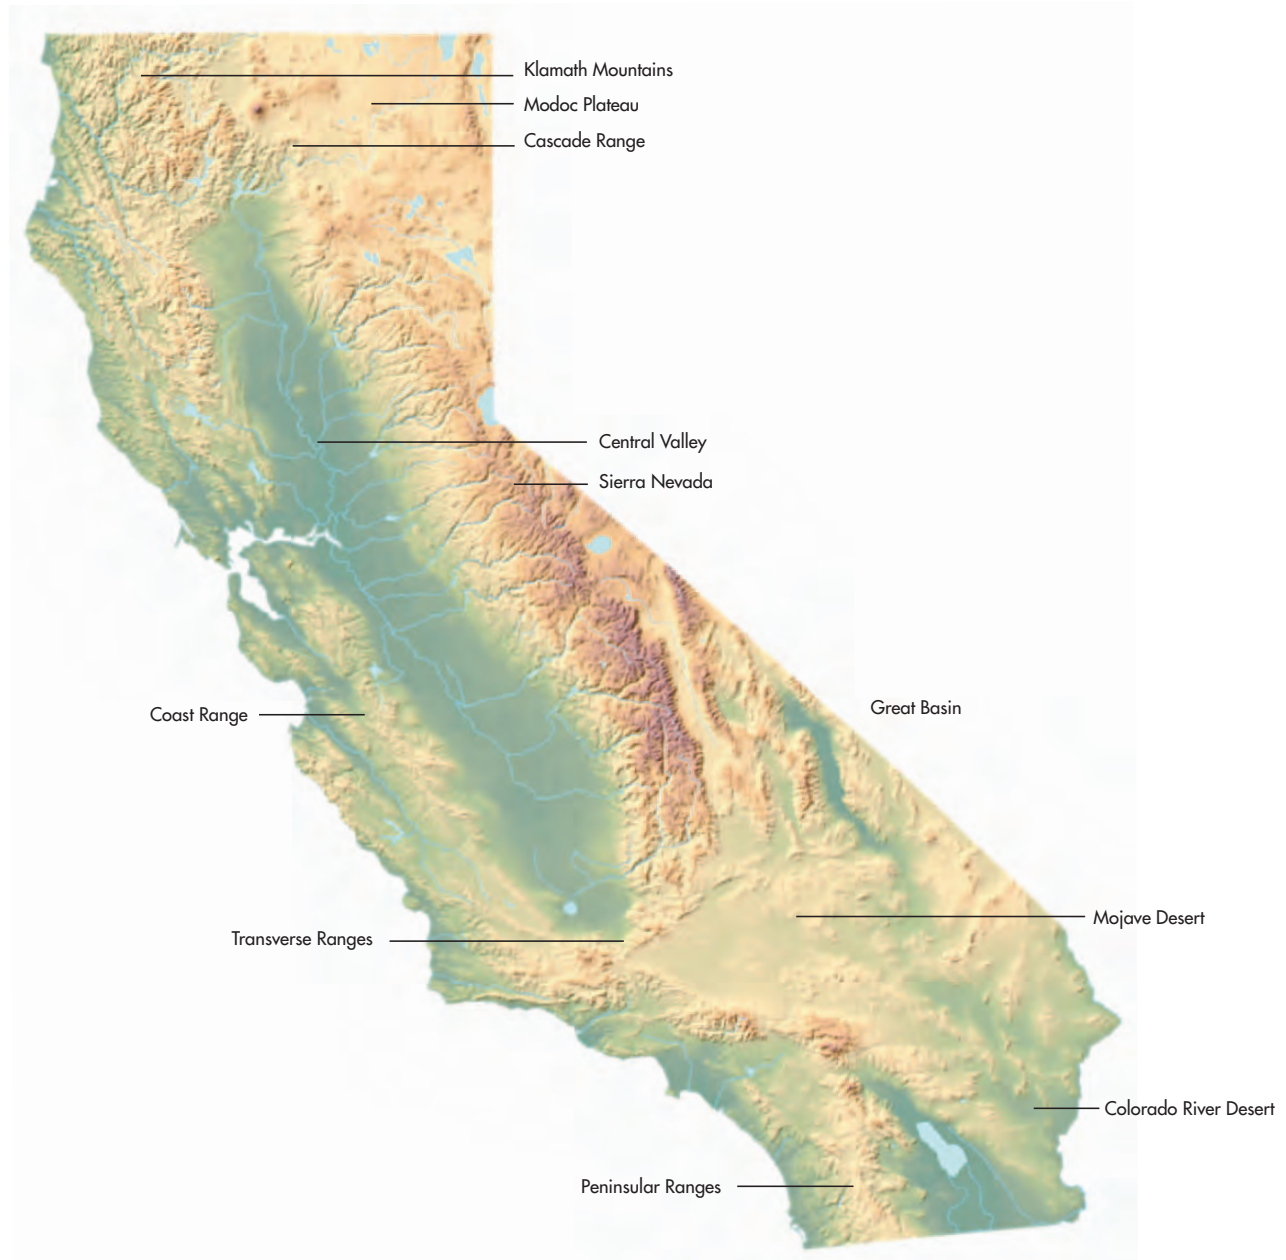 Klamath Mountains
Modoc Plateau
Cascade Range
Central Valley
Sierra Nevada
Great Basin
Coast Range
Mojave Desert
Transverse Ranges
Colorado River Desert
Peninsular Ranges